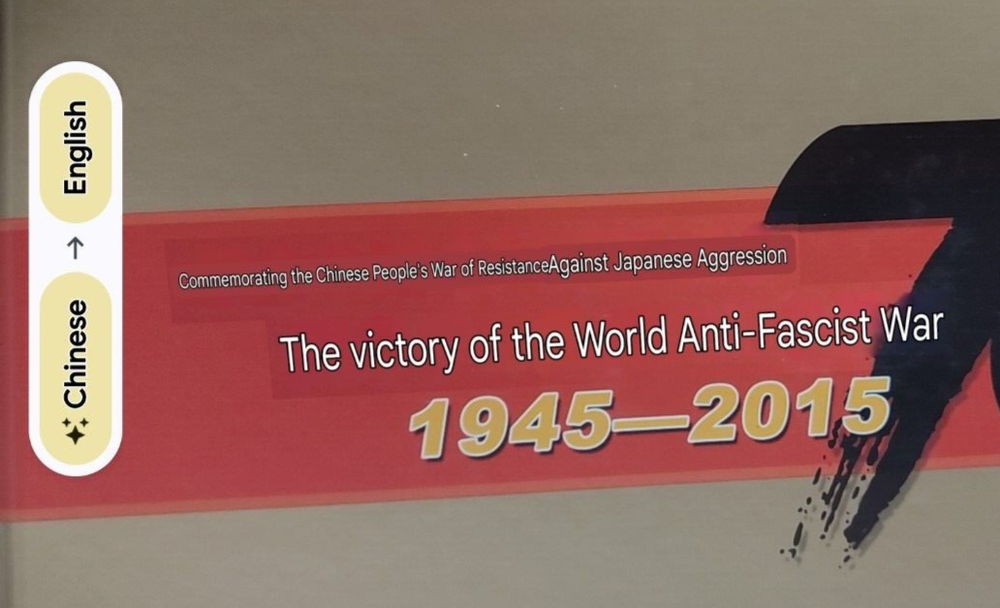 Commemorating the Chinese People's War of ResistanceAgainst Japanese Aggression
The victory of the World Anti-Fascist War
1945—2015
7
Chinese → English